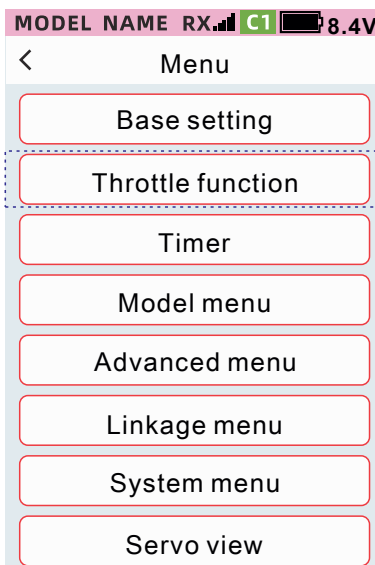 MODEL NAME RX C1 8.4V
Menu
Base setting
Throttle function
Timer
Model menu
Advanced menu
Linkage menu
System menu
Servo view